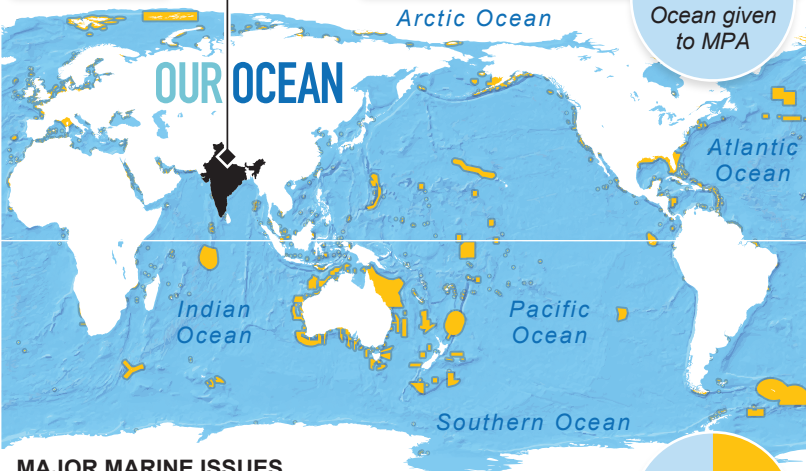 Arctic Ocean
Ocean given
to MPA
OUR OCEAN
Atlantic
Ocean
Indian
Ocean
Pacific
Ocean
Southern Ocean
MAJOR MARINE ISSUES